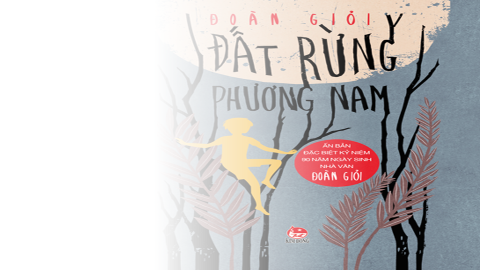 ĐOÀN GIỎI
ĐẤT RỪNG
PHƯƠNG NAM
ẤN BẢN
ĐẶC BIỆT KỶ NIỆM
90 NĂM NGÀY SINH
NHÀ VĂN
ĐOÀN GIỎI